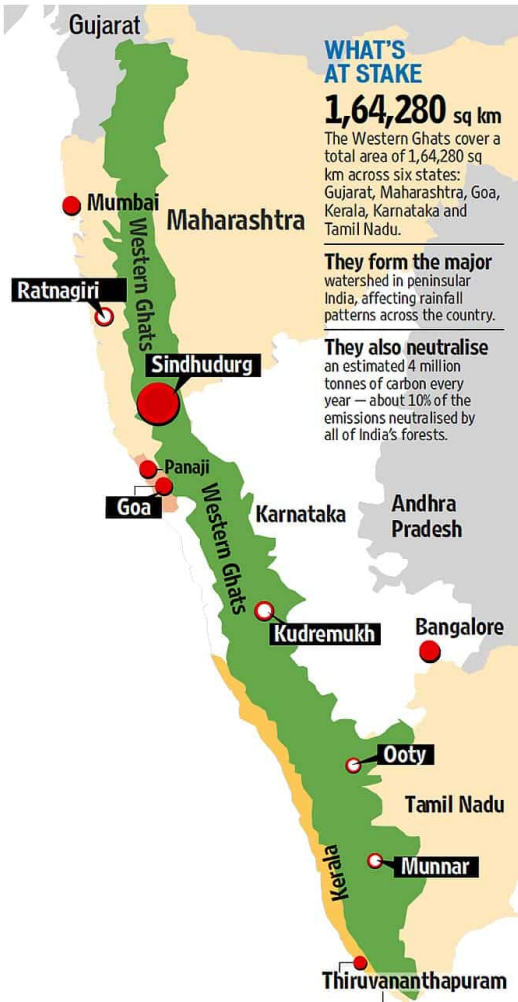 Gujarat
WHAT'S
AT STAKE
1,64,280 sq km
The Western Ghats cover a
total area of 1,64,280 sq
km across six states:
Gujarat, Maharashtra, Goa,
Kerala, Karnataka and
Tamil Nadu.
They form the major
watershed in peninsular
India, affecting rainfall
patterns across the country.
They also neutralise
an estimated 4 million
tonnes of carbon every
year — about 10% of the
emissions neutralised by
all of India's forests.
Mumbai
Maharashtra
Western Ghats
Ratnagiri
Sindhudurg
Panaji
Goa
Western Ghats
Karnataka
Andhra
Pradesh
Kudremukh
Bangalore
Ooty
Tamil Nadu
Munnar
Kerala
Thiruvananthapuram